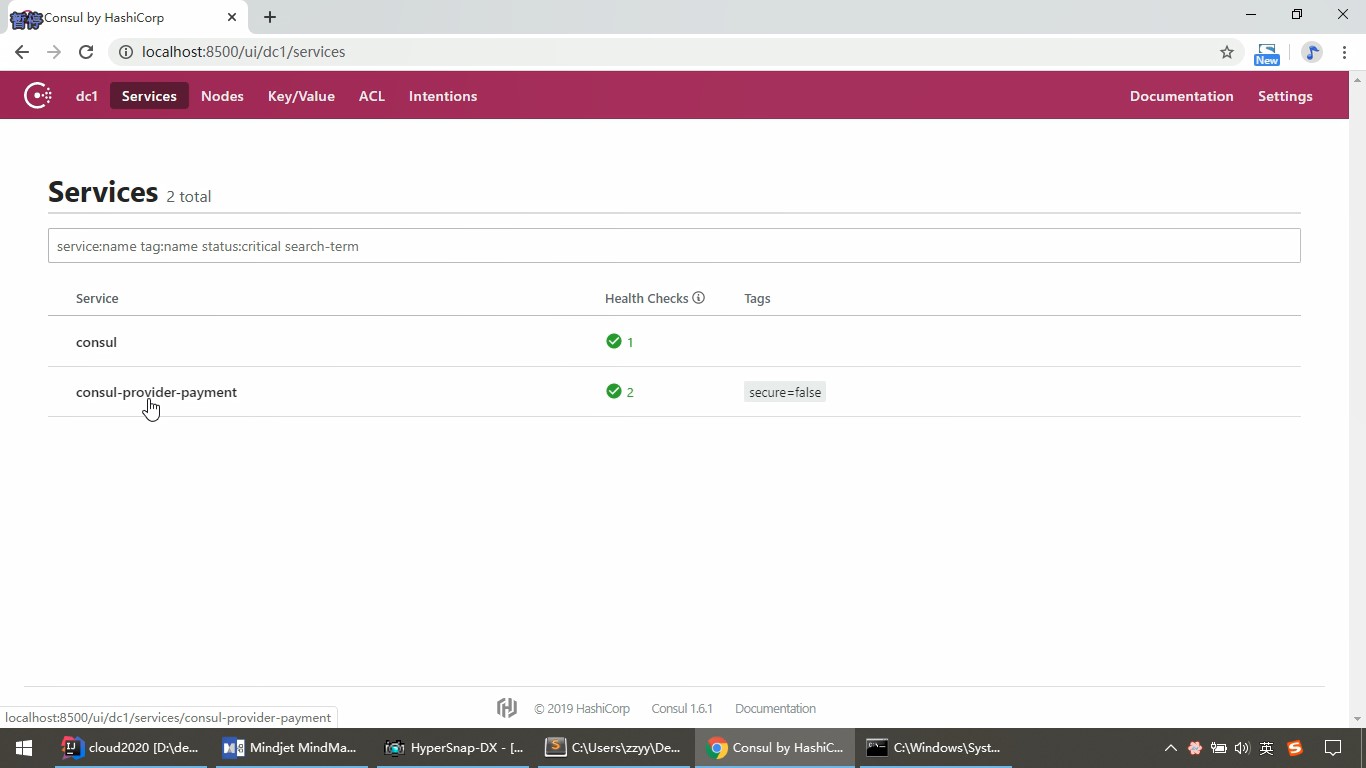 暂停
Consul by HashiCorp
localhost:8500/ui/dc1/services
New
dc1 Services Nodes Key/Value ACL Intentions Documentation Settings
Services 2 total
service:name tag:name status:critical search-term
Service Health Checks Tags
consul 1
consul-provider-payment 2 secure=false
© 2019 HashiCorp Consul 1.6.1 Documentation
localhost:8500/ui/dc1/services/consul-provider-payment
cloud2020 [D:\de... Mindjet MindMa... HyperSnap-DX - [... C:\Users\zzyy\De... Consul by HashiC... C:\Windows\Syst... 英